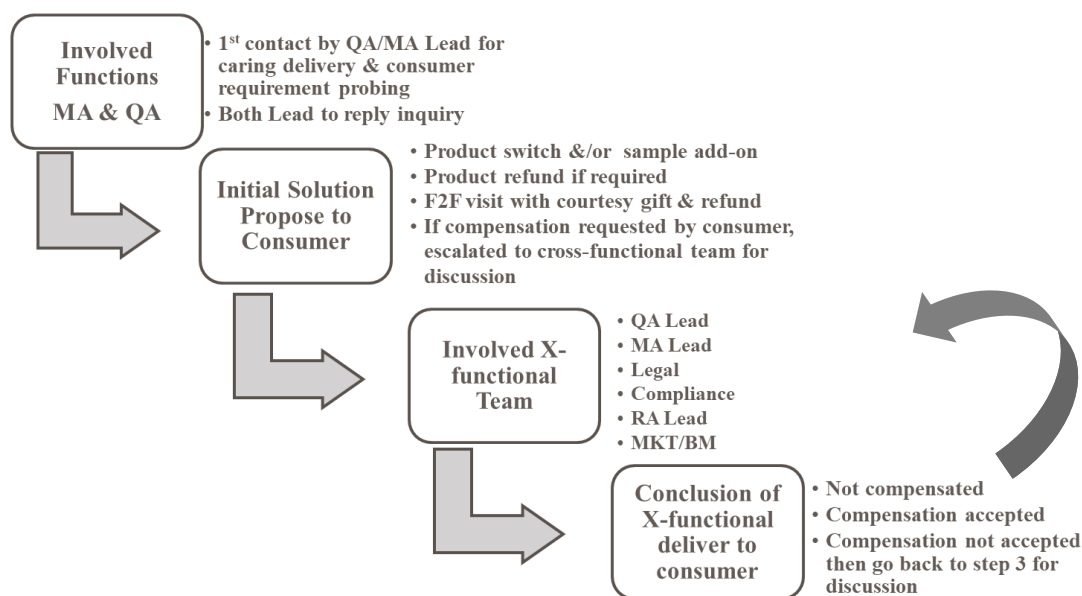 Involved
Functions
MA & QA
• 1st contact by QA/MA Lead for
caring delivery & consumer
requirement probing
• Both Lead to reply inquiry
Initial Solution
Propose to
Consumer
• Product switch &/or sample add-on
• Product refund if required
• F2F visit with courtesy gift & refund
• If compensation requested by consumer,
escalated to cross-functional team for
discussion
Involved X-
functional
Team
• QA Lead
• MA Lead
• Legal
• Compliance
• RA Lead
• MKT/BM
Conclusion of
X-functional
deliver to
consumer
• Not compensated
• Compensation accepted
• Compensation not accepted
then go back to step 3 for
discussion